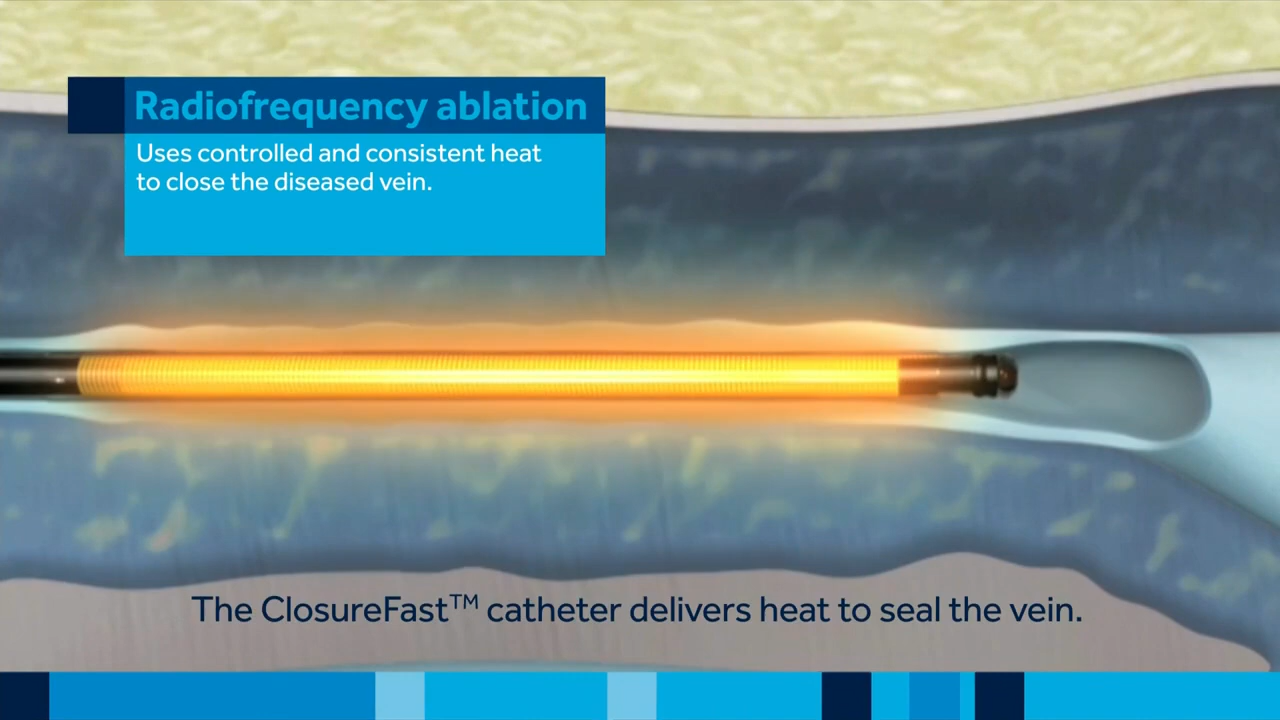 Radiofrequency ablation
Uses controlled and consistent heat
to close the diseased vein.
The ClosureFast™ catheter delivers heat to seal the vein.